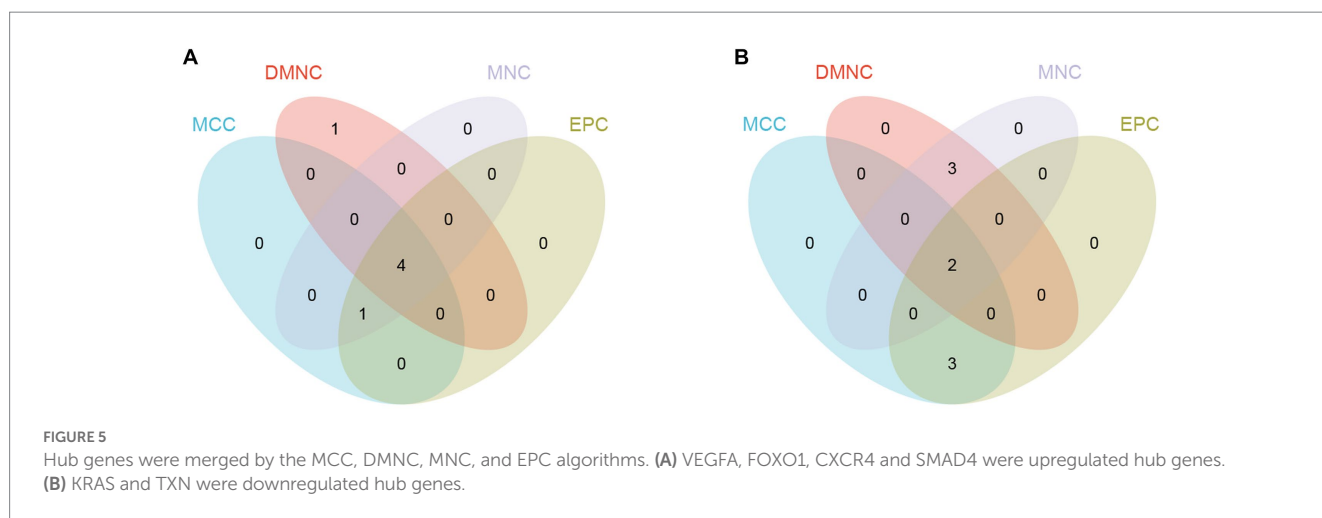 A
DMNC
MNC
MCC
EPC
1
0
0
0
0
0
0
0
0
4
0
0
1
0
0
B
DMNC
MNC
MCC
EPC
0
0
0
3
0
0
0
0
0
2
0
0
0
0
3
FIGURE 5
Hub genes were merged by the MCC, DMNC, MNC, and EPC algorithms. (A) VEGFA, FOXO1, CXCR4 and SMAD4 were upregulated hub genes.
(B) KRAS and TXN were downregulated hub genes.